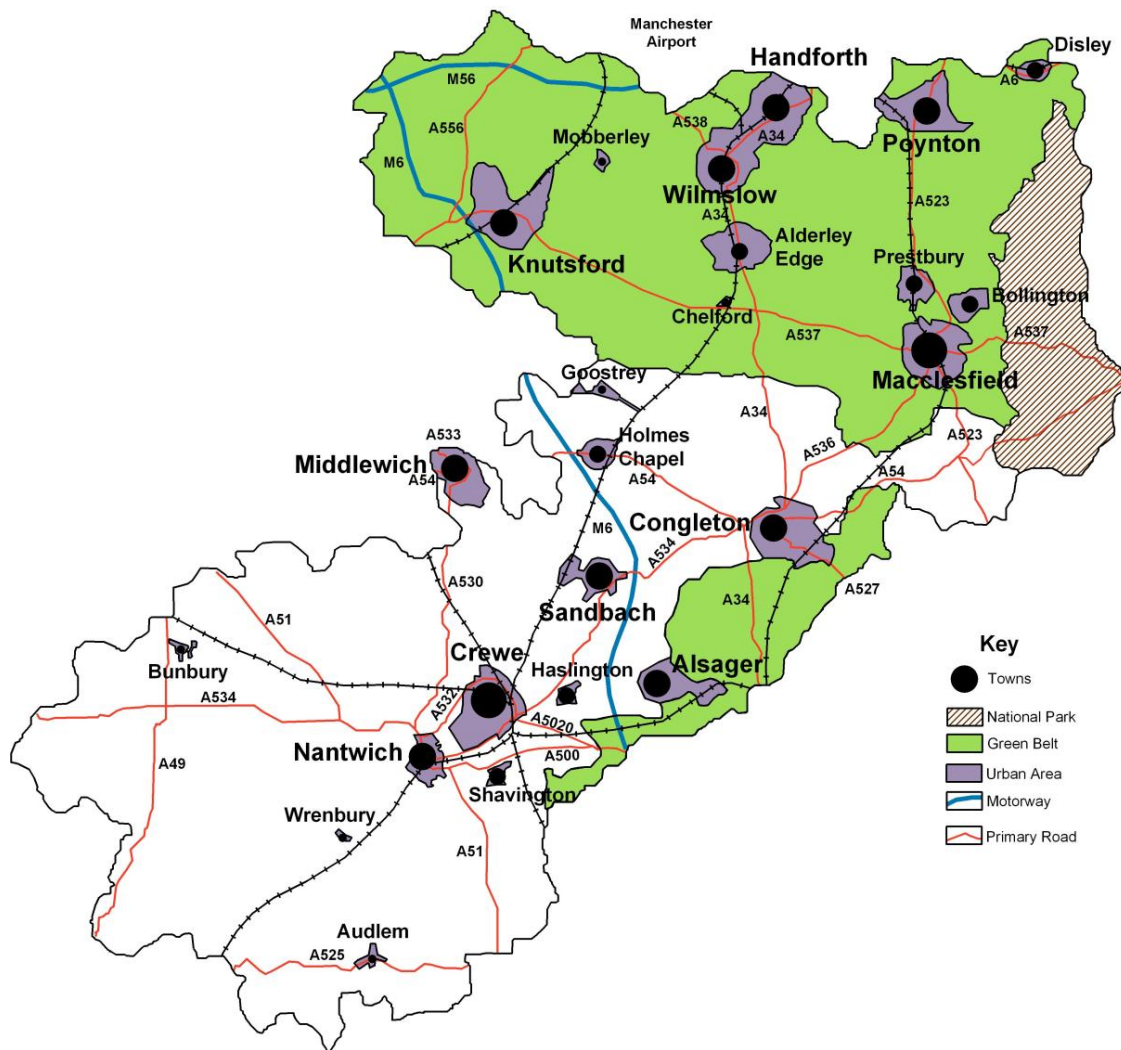 Manchester
Airport
Handforth
Disley
M56
A6
A556
A538
A34
Mobberley
Poynton
M6
Wilmslow
A523
A34
Knutsford
Alderley
Edge
Prestbury
Bollington
Chelford
A537
A537
Macclesfield
Goostrey
A34
A533
Holmes
Chapel
A536
A523
Middlewich
A54
A54
A54
Congleton
M6
A534
A530
A527
Sandbach
A34
A51
Key
Bunbury
Crewe
Haslington
Alsager
Towns
A534
A532
National Park
A5020
Green Belt
Nantwich
A500
A49
Urban Area
Shavington
Motorway
Wrenbury
Primary Road
A51
Audlem
A525